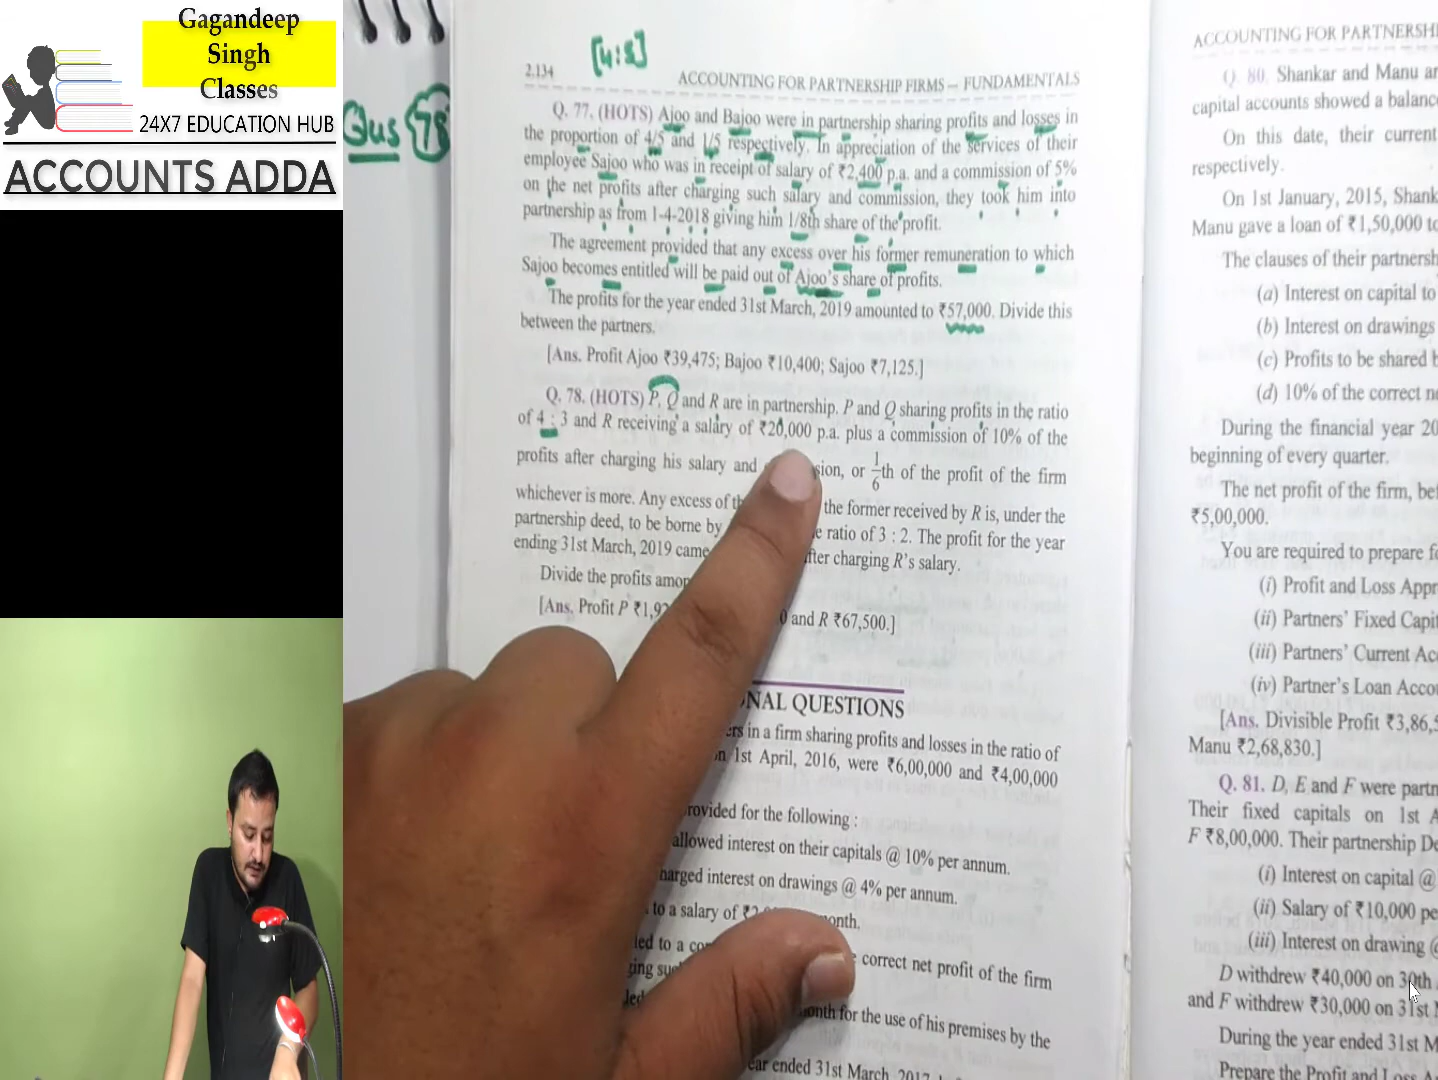 Gagandeep
Singh
Classes
24X7 EDUCATION HUB
ACCOUNTS ADDA
Qus 78
[4:1]
2.134 ACCOUNTING FOR PARTNERSHIP FIRMS — FUNDAMENTALS
Q. 77. (HOTS) Ajoo and Bajoo were in partnership sharing profits and losses in
the proportion of 4/5 and 1/5 respectively. In appreciation of the services of their
employee Sajoo who was in receipt of salary of ₹2,400 p.a. and a commission of 5%
on the net profits after charging such salary and commission, they took him into
partnership as from 1-4-2018 giving him 1/8th share of the profit.
The agreement provided that any excess over his former remuneration to which
Sajoo becomes entitled will be paid out of Ajoo's share of profits.
The profits for the year ended 31st March, 2019 amounted to ₹57,000. Divide this
between the partners.
[Ans. Profit Ajoo ₹39,475; Bajoo ₹10,400; Sajoo ₹7,125.]
Q. 78. (HOTS) P, Q and R are in partnership. P and Q sharing profits in the ratio
of 4 : 3 and R receiving a salary of ₹20,000 p.a. plus a commission of 10% of the
profits after charging his salary and sion, or 1/6 th of the profit of the firm
whichever is more. Any excess of the former received by R is, under the
partnership deed, to be borne by ratio of 3 : 2. The profit for the year
ending 31st March, 2019 came after charging R's salary.
Divide the profits
[Ans. Profit P and R ₹67,500.]
NAL QUESTIONS
in a firm sharing profits and losses in the ratio of
1st April, 2016, were ₹6,00,000 and ₹4,00,000
rovided for the following :
allowed interest on their capitals @ 10% per annum.
harged interest on drawings @ 4% per annum.
to a salary of
correct net profit of the firm
for the use of his premises by the
ended 31st March,
ACCOUNTING FOR PARTNERSHI
Q. 80. Shankar and Manu
capital accounts showed a balanc
On this date, their current
respectively.
On 1st January, 2015, Shank
Manu gave a loan of ₹1,50,000
The clauses of their partnersh
(a) Interest on capital to
(b) Interest on drawings
(c) Profits to be shared
(d) 10% of the correct
During the financial year 20
beginning of every quarter.
The net profit of the firm,
₹5,00,000.
You are required to prepare
(i) Profit and Loss Appr
(ii) Partners' Fixed Capit
(iii) Partners' Current Ac
(iv) Partner's Loan Acco
[Ans. Divisible Profit ₹3,86,
Manu ₹2,68,830.]
Q. 81. D, E and F were partn
Their fixed capitals on 1st
F ₹8,00,000. Their partnership De
(i) Interest on capital @
(ii) Salary of ₹10,000
(iii) Interest on drawing @
D withdrew ₹40,000 on 30th
and F withdrew ₹30,000 on 31st
During the year ended 31st M
Prepare the Profit and Loss